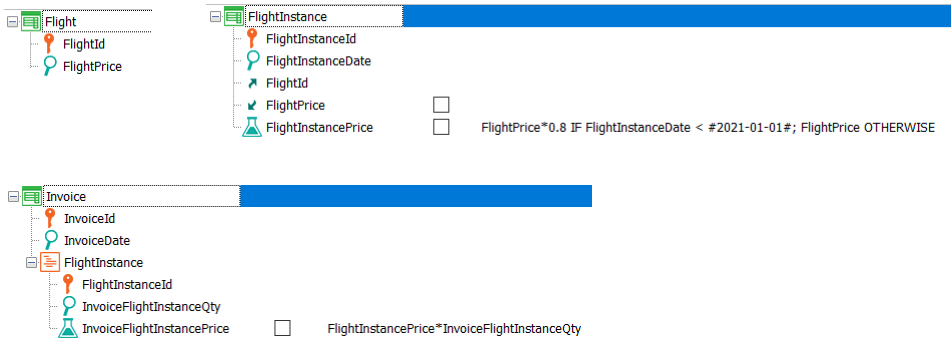 Flight
FlightId
FlightPrice
FlightInstance
FlightInstanceId
FlightInstanceDate
FlightId
FlightPrice
FlightInstancePrice FlightPrice*0.8 IF FlightInstanceDate < #2021-01-01#; FlightPrice OTHERWISE
Invoice
InvoiceId
InvoiceDate
FlightInstance
FlightInstanceId
InvoiceFlightInstanceQty
InvoiceFlightInstancePrice FlightInstancePrice*InvoiceFlightInstanceQty